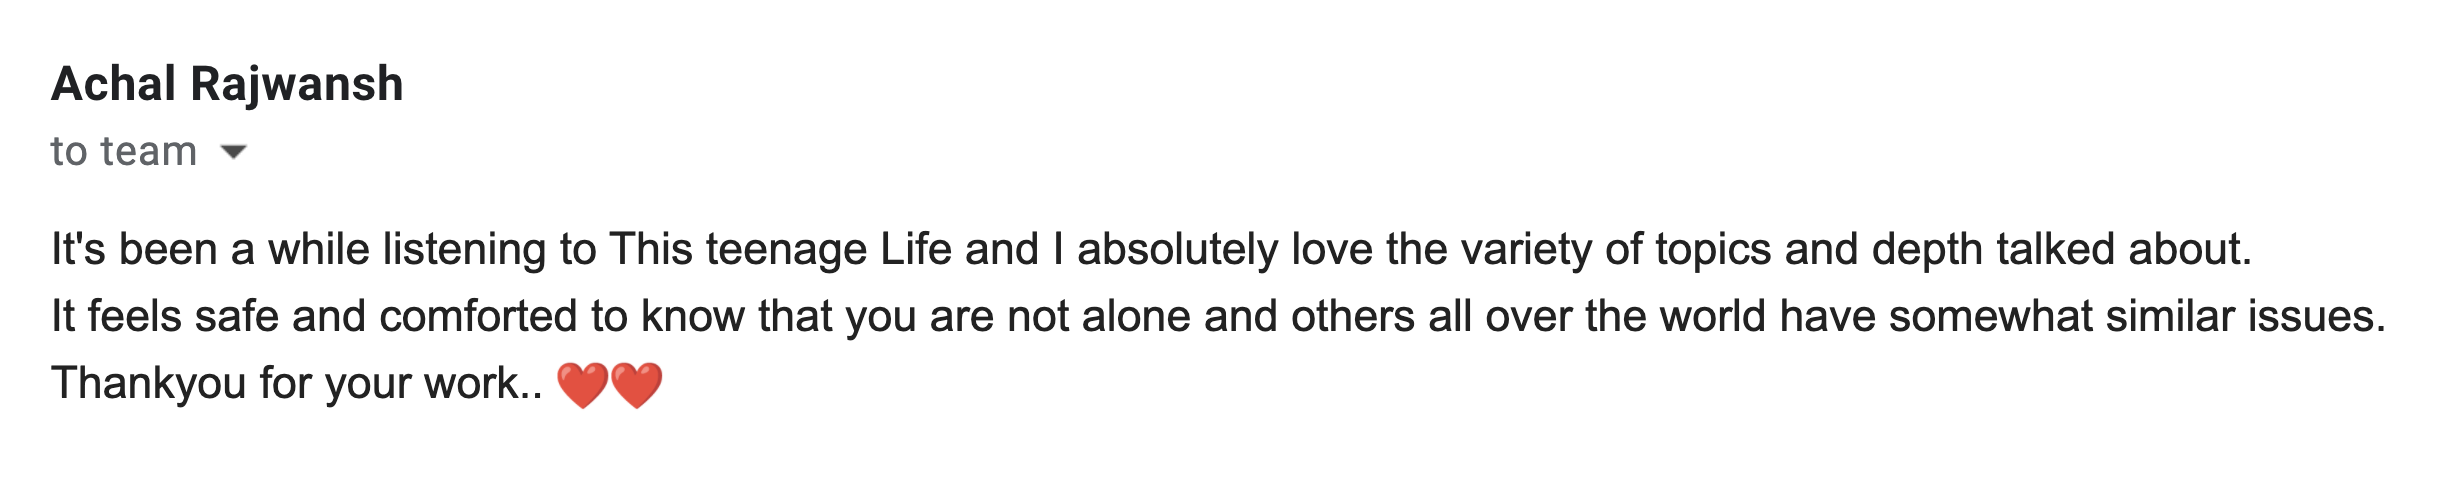 Achal Rajwansh
to team
It's been a while listening to This teenage Life and I absolutely love the variety of topics and depth talked about.
It feels safe and comforted to know that you are not alone and others all over the world have somewhat similar issues.
Thankyou for your work.. ❤️❤️